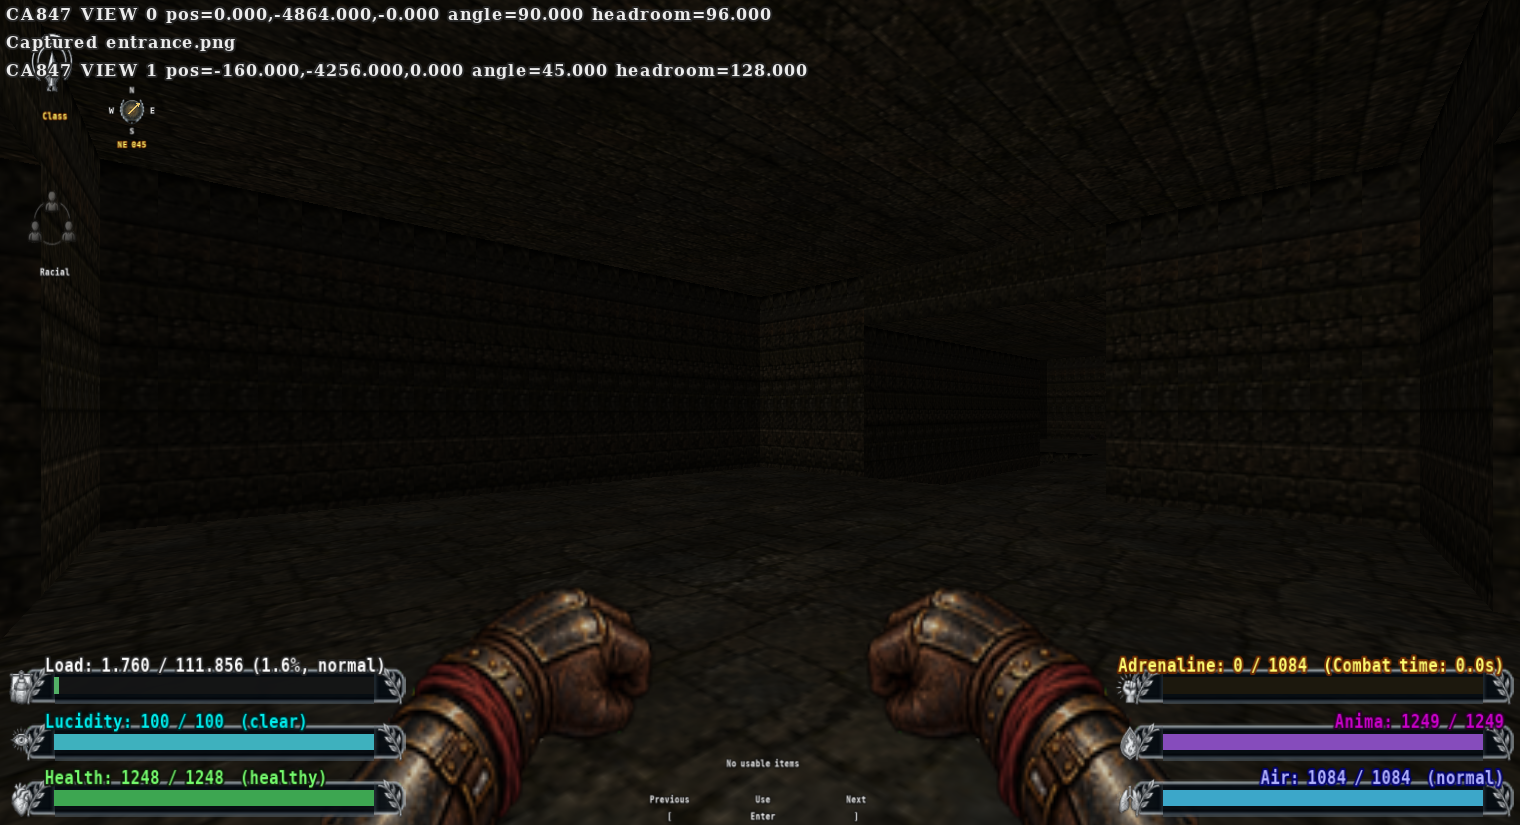 CA847 VIEW 0 pos=0.000,-4864.000,-0.000 angle=90.000 headroom=96.000
Captured entrance.png
CA847 VIEW 1 pos=-160.000,-4256.000,0.000 angle=45.000 headroom=128.000
N
W E
S
NE 045
Class
Racial
Load: 1.760 / 111.856 (1.6%, normal)
Lucidity: 100 / 100 (clear)
Health: 1248 / 1248 (healthy)
Adrenaline: 0 / 1084 (Combat time: 0.0s)
Anima: 1249 / 1249
Air: 1084 / 1084 (normal)
No usable items
Previous Use Next
[ Enter ]